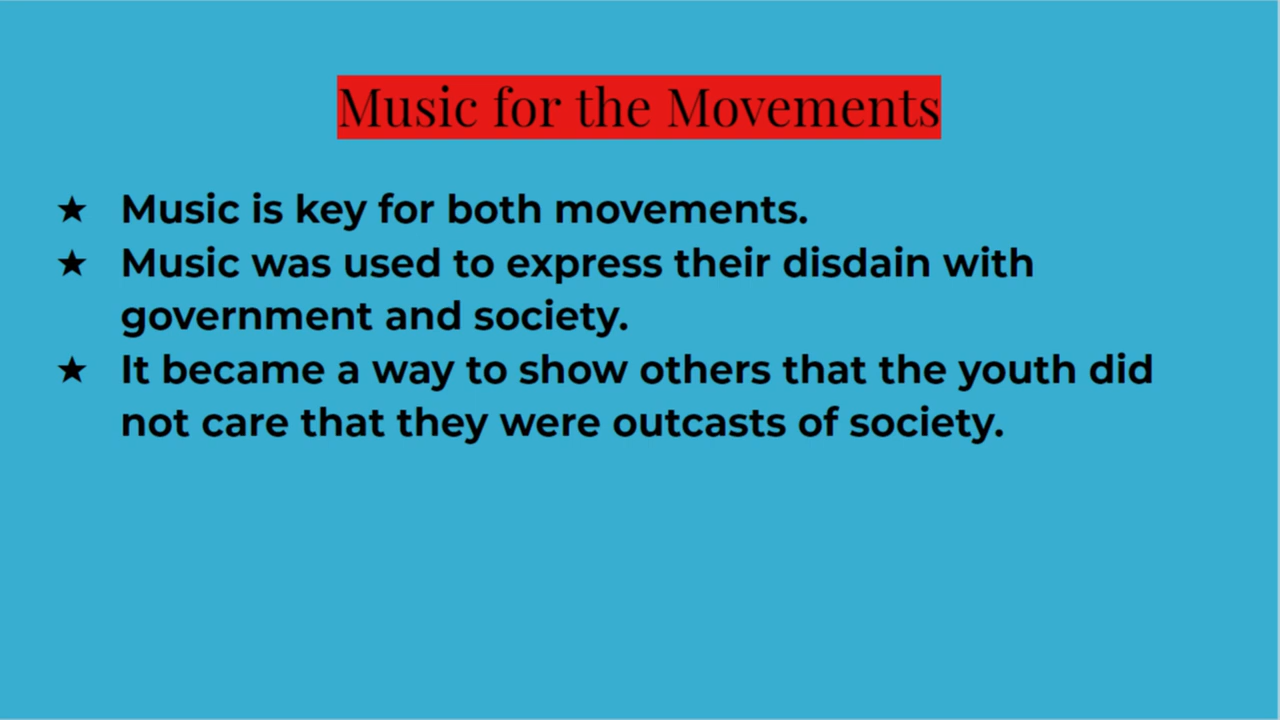 Music for the Movements
★ Music is key for both movements.
★ Music was used to express their disdain with
government and society.
★ It became a way to show others that the youth did
not care that they were outcasts of society.